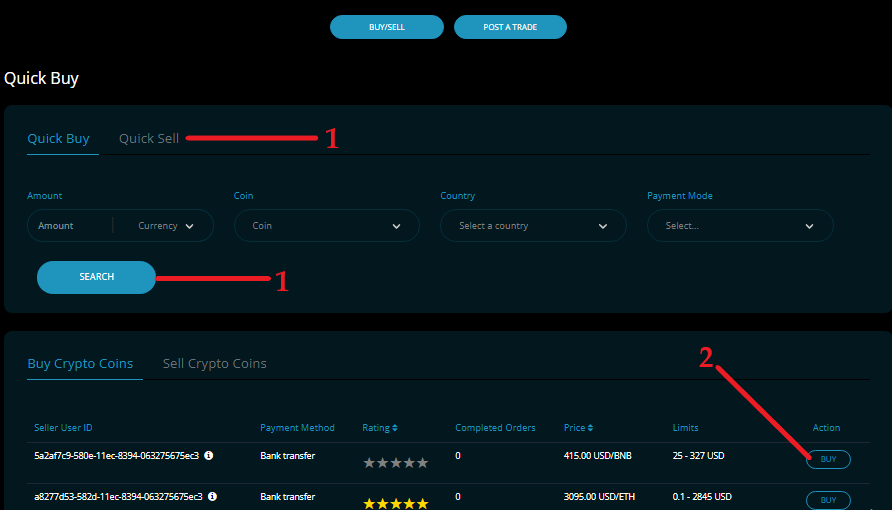 BUY/SELL POST A TRADE
Quick Buy
Quick Buy Quick Sell 1
Amount Coin Country Payment Mode
Amount Currency Coin Select a country Select...
SEARCH 1
Buy Crypto Coins Sell Crypto Coins 2
Seller User ID Payment Method Rating Completed Orders Price Limits Action
5a2af7c9-580e-11ec-8394-063275675ec3 Bank transfer 0 415.00 USD/BNB 25 - 327 USD BUY
a8277d53-582d-11ec-8394-063275675ec3 Bank transfer 0 3095.00 USD/ETH 0.1 - 2845 USD BUY